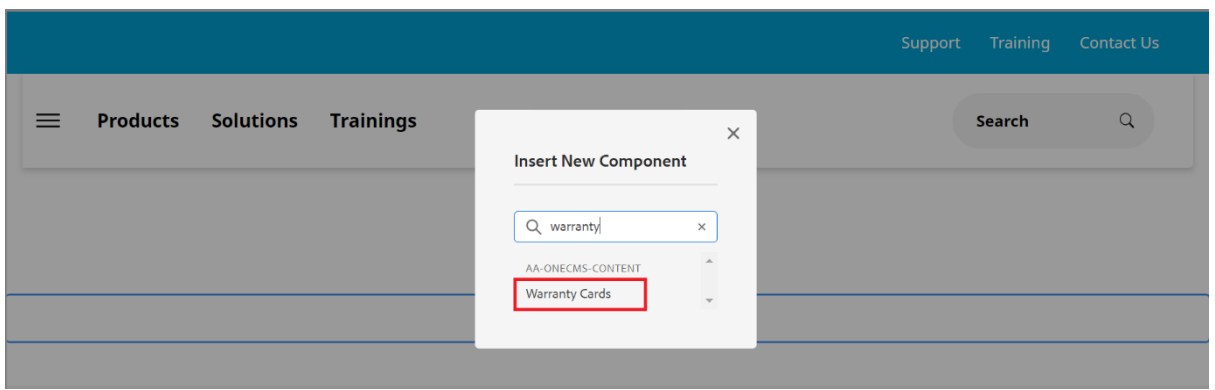 Support Training Contact Us
Products Solutions Trainings
Search
Insert New Component
warranty
AA-ONECMS-CONTENT
Warranty Cards